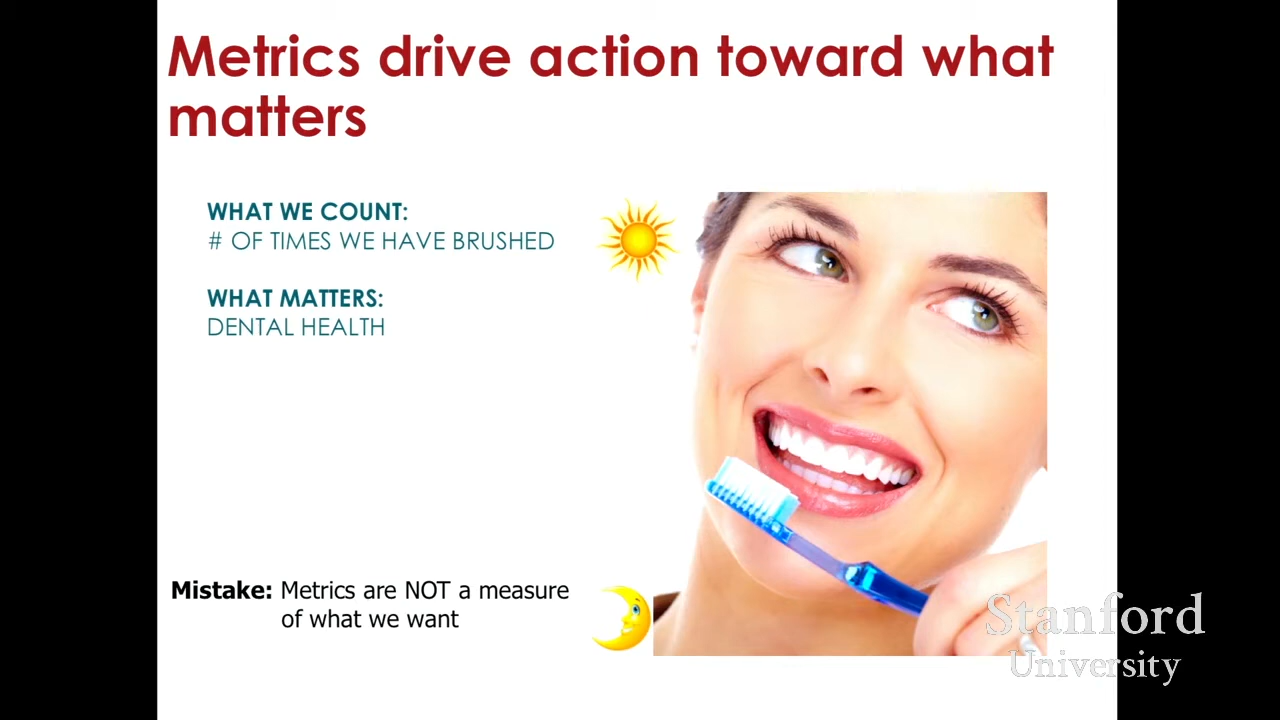 Metrics drive action toward what
matters
WHAT WE COUNT:
# OF TIMES WE HAVE BRUSHED
WHAT MATTERS:
DENTAL HEALTH
Mistake: Metrics are NOT a measure
of what we want
Stanford
University